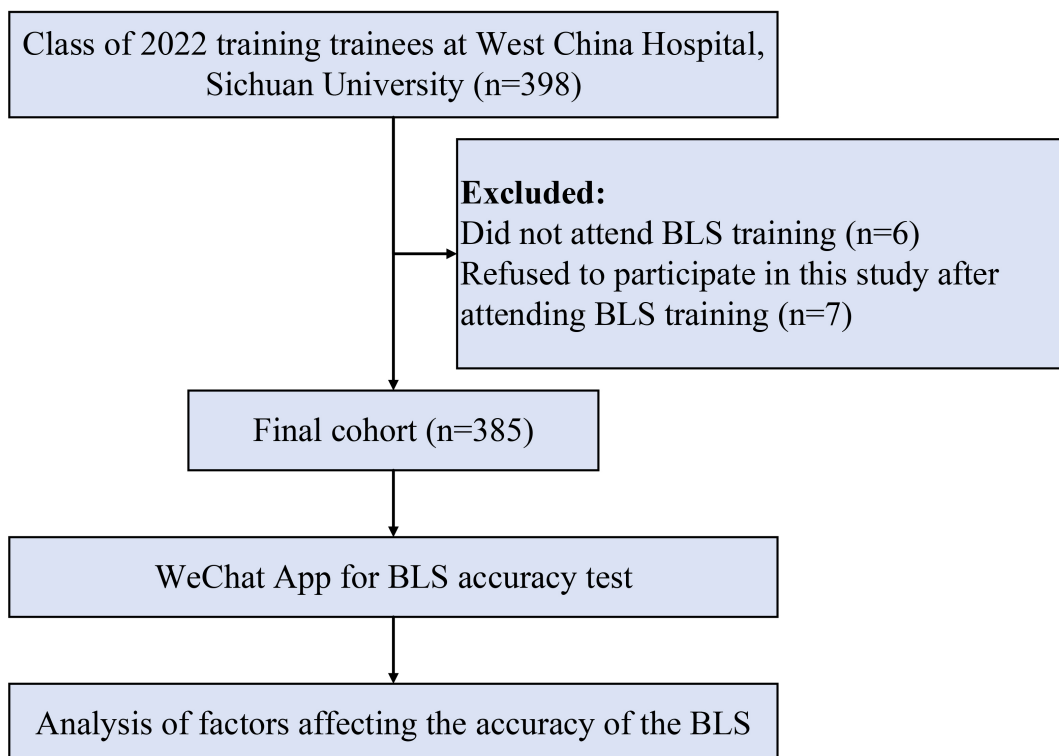 Class of 2022 training trainees at West China Hospital,
Sichuan University (n=398)
Excluded:
Did not attend BLS training (n=6)
Refused to participate in this study after
attending BLS training (n=7)
Final cohort (n=385)
WeChat App for BLS accuracy test
Analysis of factors affecting the accuracy of the BLS